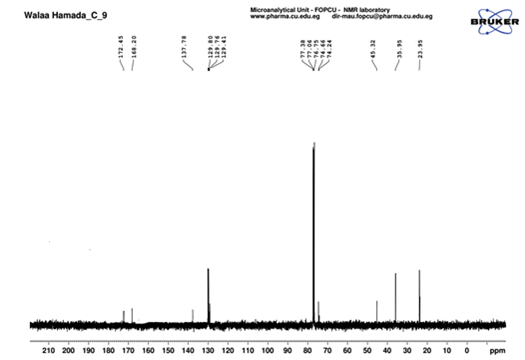 Walaa Hamada_C_9
Microanalytical Unit - FOPCU - NMR laboratory
www.pharma.cu.edu.eg dir-mau.fopcu@pharma.cu.edu.eg
BRUKER
172.45
168.20
137.78
129.80
129.76
129.41
77.38
77.06
76.75
74.66
74.24
45.32
35.95
23.95
210 200 190 180 170 160 150 140 130 120 110 100 90 80 70 60 50 40 30 20 10 0 ppm